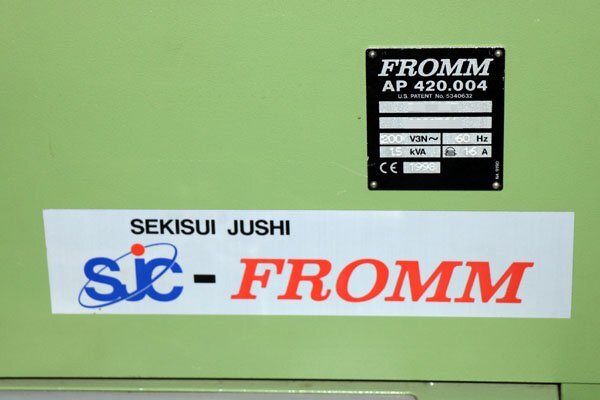 FROMM
AP 420.004
U.S. PATENT No. 5340632
200 V3N~ 60 Hz
15 kVA 16 A
CE 1998
SEKISUI JUSHI
SJC - FROMM